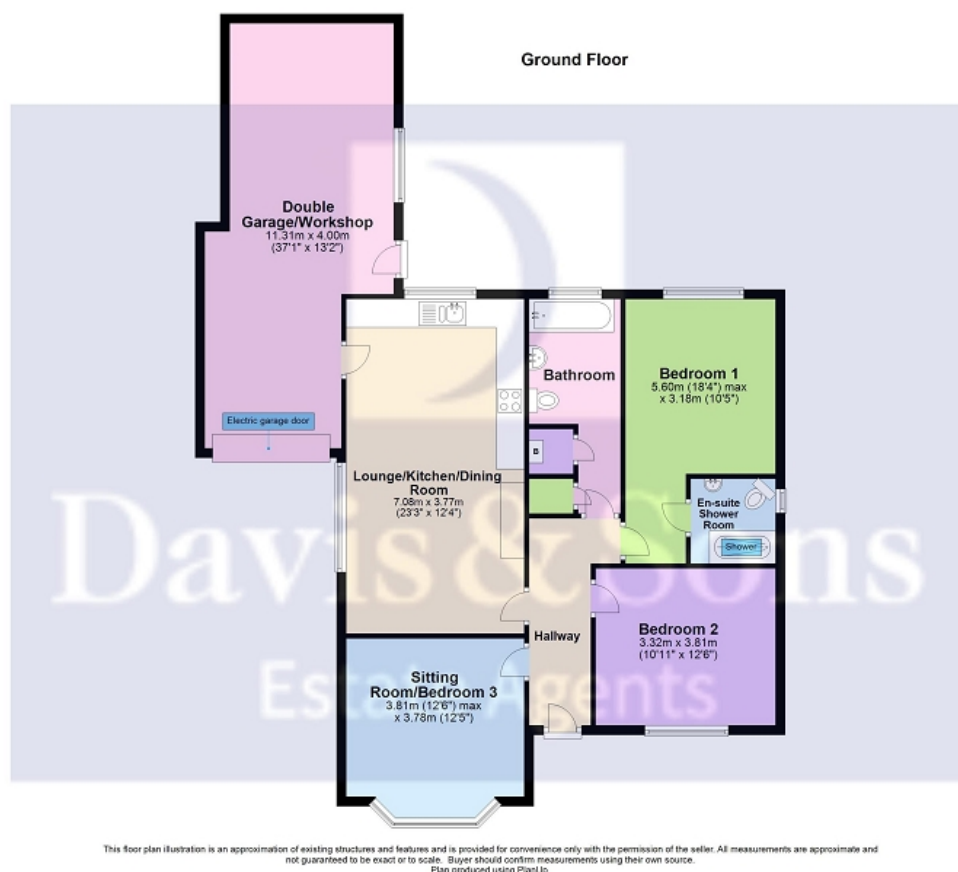 Ground Floor
Double
Garage/Workshop
11.31m x 4.00m
(37'1" x 13'2")
Electric garage door
Bathroom
B
Bedroom 1
5.60m (18'4") max
x 3.18m (10'5")
Lounge/Kitchen/Dining
Room
7.08m x 3.77m
(23'3" x 12'4")
En-suite
Shower
Room
Shower
Davis & Sons
Hallway
Bedroom 2
3.32m x 3.81m
(10'11" x 12'6")
Sitting
Room/Bedroom 3
3.81m (12'6") max
x 3.78m (12'5")
Estate Agents
This floor plan illustration is an approximation of existing structures and features and is provided for convenience only with the permission of the seller. All measurements are approximate and
not guaranteed to be exact or to scale. Buyer should confirm measurements using their own source.
Plan produced using PlanUp.